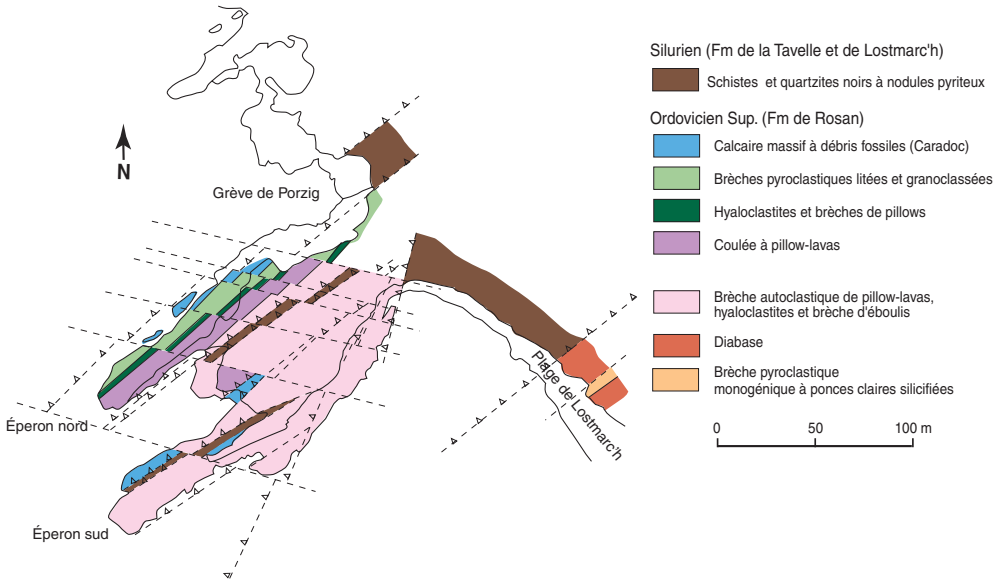 N
Grève de Porzig
Éperon nord
Éperon sud
Plage de Lostmarc'h
Silurien (Fm de la Tavelle et de Lostmarc'h)
Schistes et quartzites noirs à nodules pyriteux
Ordovicien Sup. (Fm de Rosan)
Calcaire massif à débris fossiles (Caradoc)
Brèches pyroclastiques litées et granoclassées
Hyaloclastites et brèches de pillows
Coulée à pillow-lavas
Brèche autoclastique de pillow-lavas,
hyaloclastites et brèche d'éboulis
Diabase
Brèche pyroclastique
monogénique à ponces claires silicifiées
0 50 100 m